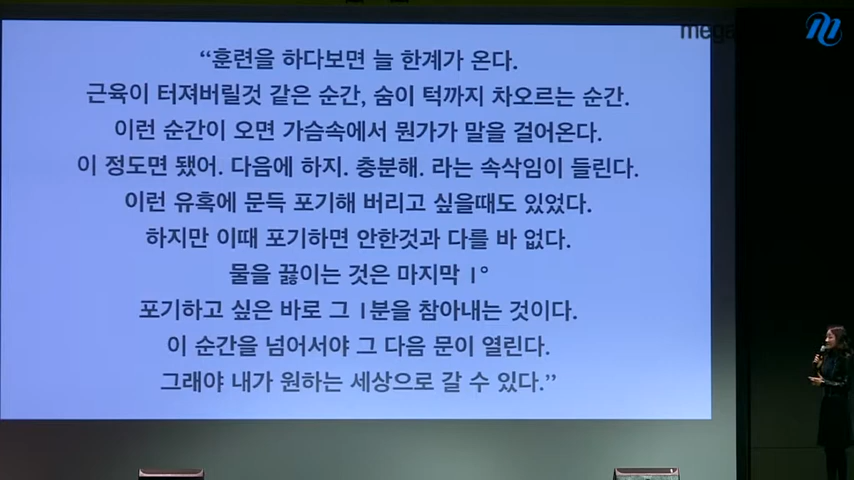 mega
“훈련을 하다보면 늘 한계가 온다.
근육이 터져버릴것 같은 순간, 숨이 턱까지 차오르는 순간.
이런 순간이 오면 가슴속에서 뭔가가 말을 걸어온다.
이 정도면 됐어. 다음에 하지. 충분해. 라는 속삭임이 들린다.
이런 유혹에 문득 포기해 버리고 싶을때도 있었다.
하지만 이때 포기하면 안한것과 다를 바 없다.
물을 끓이는 것은 마지막 1°
포기하고 싶은 바로 그 1분을 참아내는 것이다.
이 순간을 넘어서야 그 다음 문이 열린다.
그래야 내가 원하는 세상으로 갈 수 있다.”